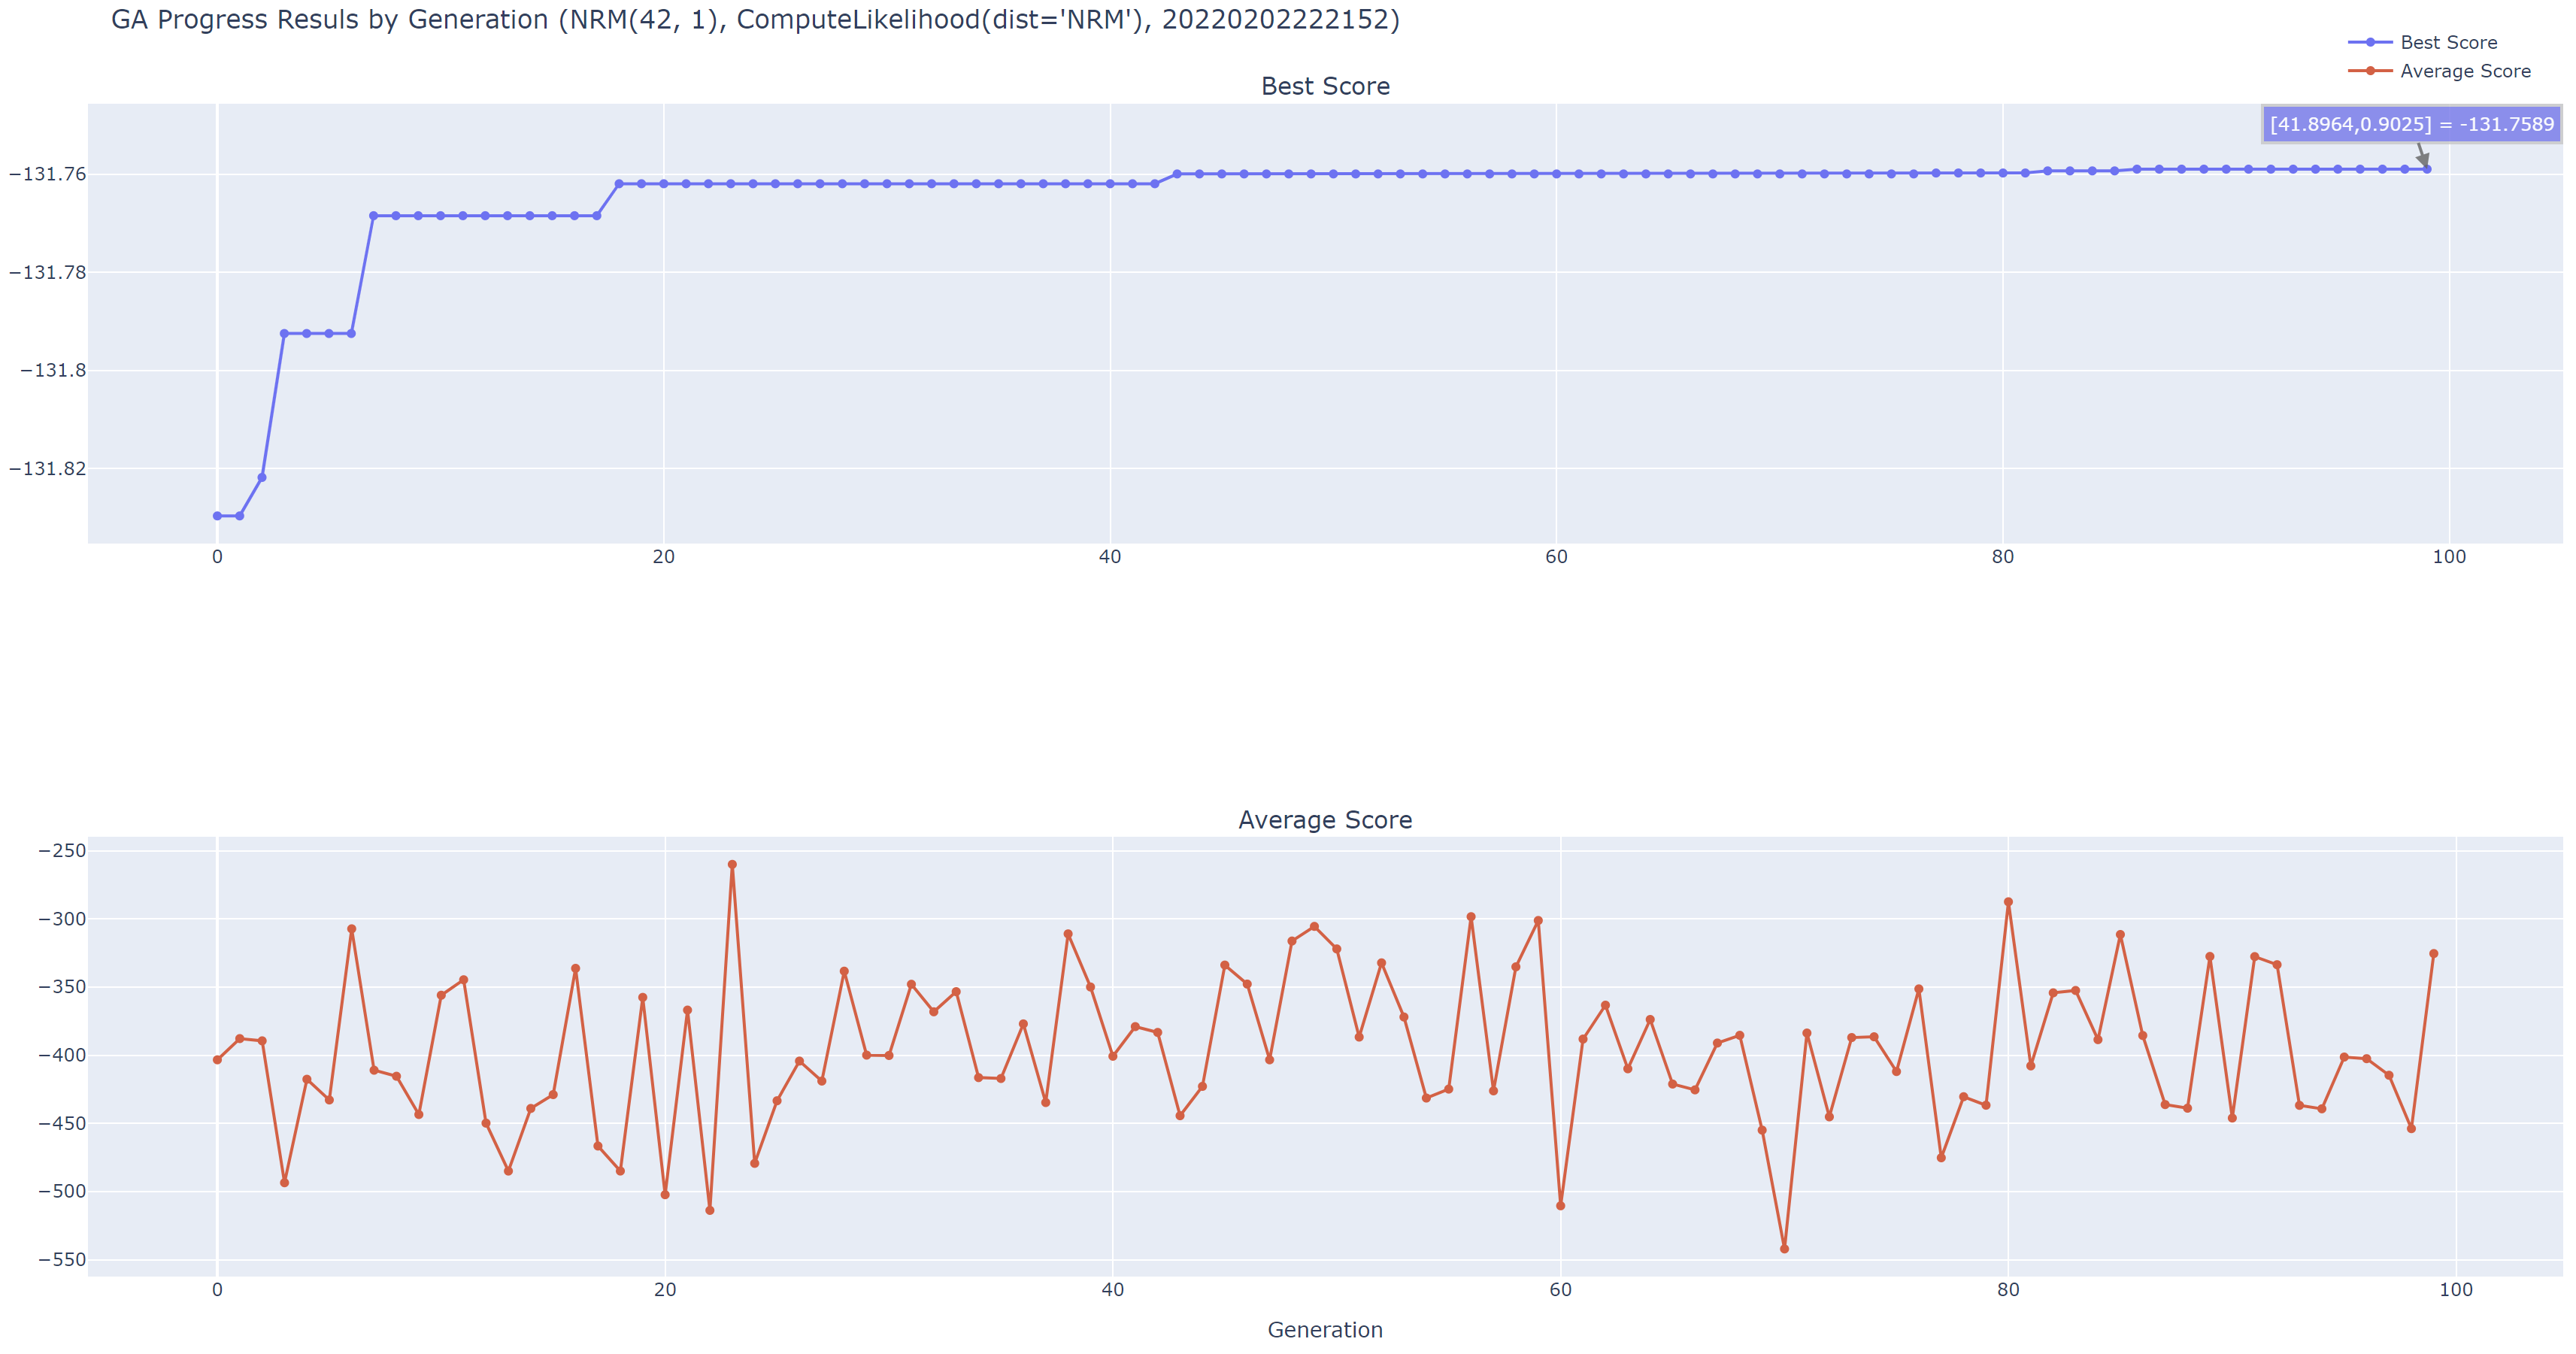 GA Progress Resuls by Generation (NRM(42, 1), ComputeLikelihood(dist='NRM'), 20220202222152)
Best Score
Average Score
Best Score
[41.8964,0.9025] = -131.7589
−131.76
−131.78
−131.8
−131.82
0 20 40 60 80 100
Average Score
−250
−300
−350
−400
−450
−500
−550
0 20 40 60 80 100
Generation